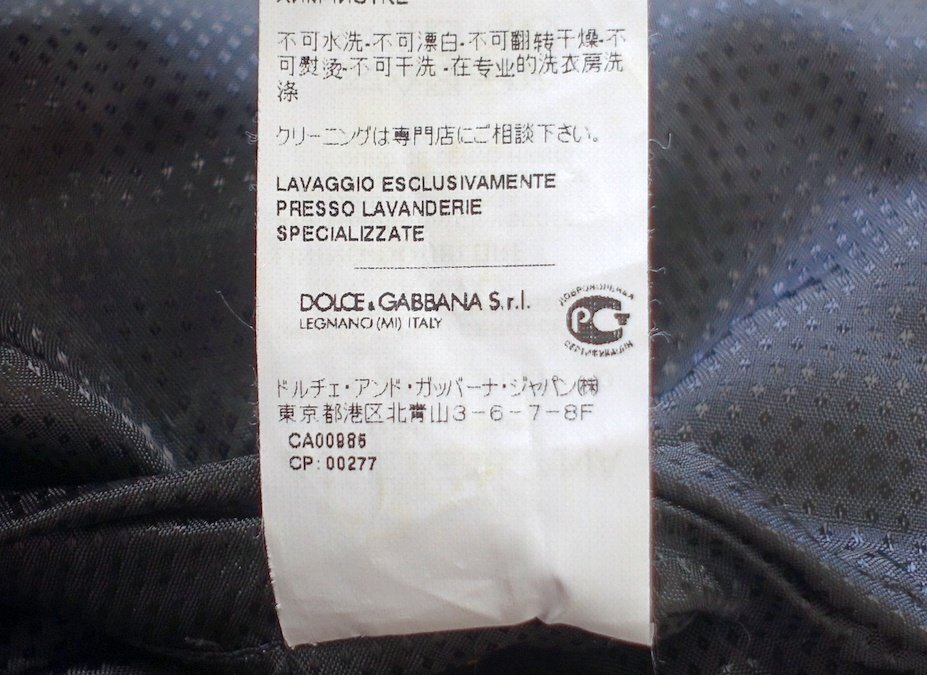 ХИМЧИСТКЕ
不可水洗-不可漂白-不可翻转干燥-不
可熨烫-不可干洗 -在专业的洗衣房洗
涤
クリーニングは専門店にご相談下さい。
LAVAGGIO ESCLUSIVAMENTE
PRESSO LAVANDERIE
SPECIALIZZATE
DOLCE & GABBANA S.r.l.
LEGNANO (MI) ITALY
ДОБРОВОЛЬНАЯ
РСТ
СЕРТИФИКАЦИЯ
ドルチェ・アンド・ガッバーナ・ジャパン㈱
東京都港区北青山3-6-7-8F
CA00985
CP: 00277